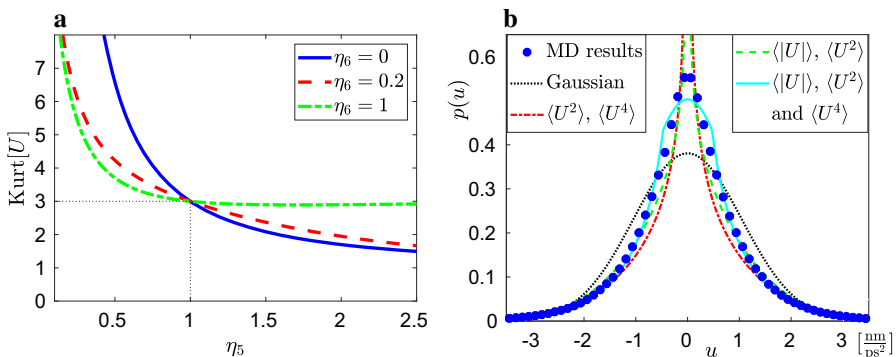 a
Kurt[U]
7
6
5
4
3
2
1
0
0.5
1
1.5
2
2.5
η₅
η₆ = 0
η₆ = 0.2
η₆ = 1
b
p(u)
0.6
0.5
0.4
0.3
0.2
0.1
0
-3
-2
-1
0
1
2
3
[nm/ps²]
u
MD results
Gaussian
⟨U²⟩, ⟨U⁴⟩
⟨|U|⟩, ⟨U²⟩
⟨|U|⟩, ⟨U²⟩
and ⟨U⁴⟩